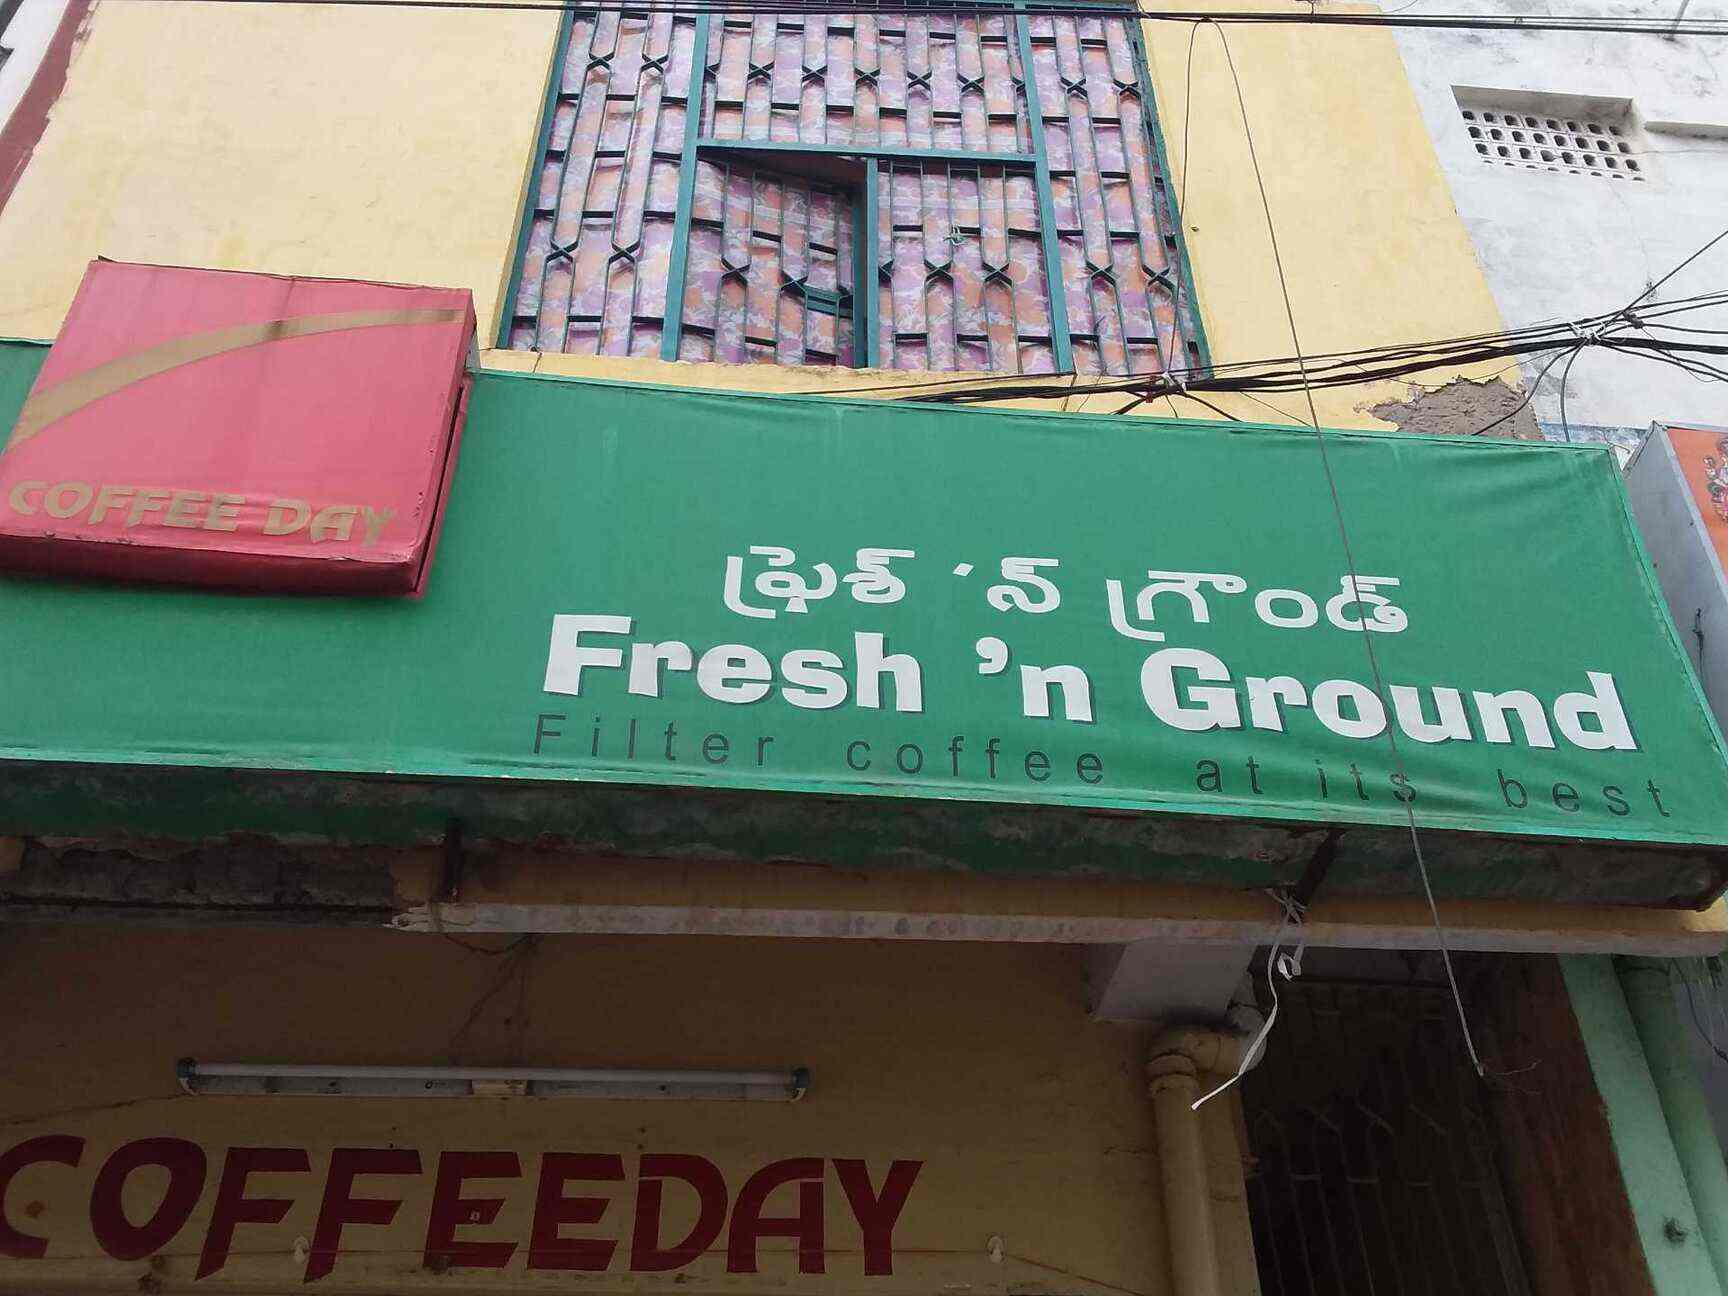 COFFEE DAY
ఫ్రెష్ 'న్ గ్రౌండ్
Fresh 'n Ground
Filter coffee at its best
COFFEEDAY